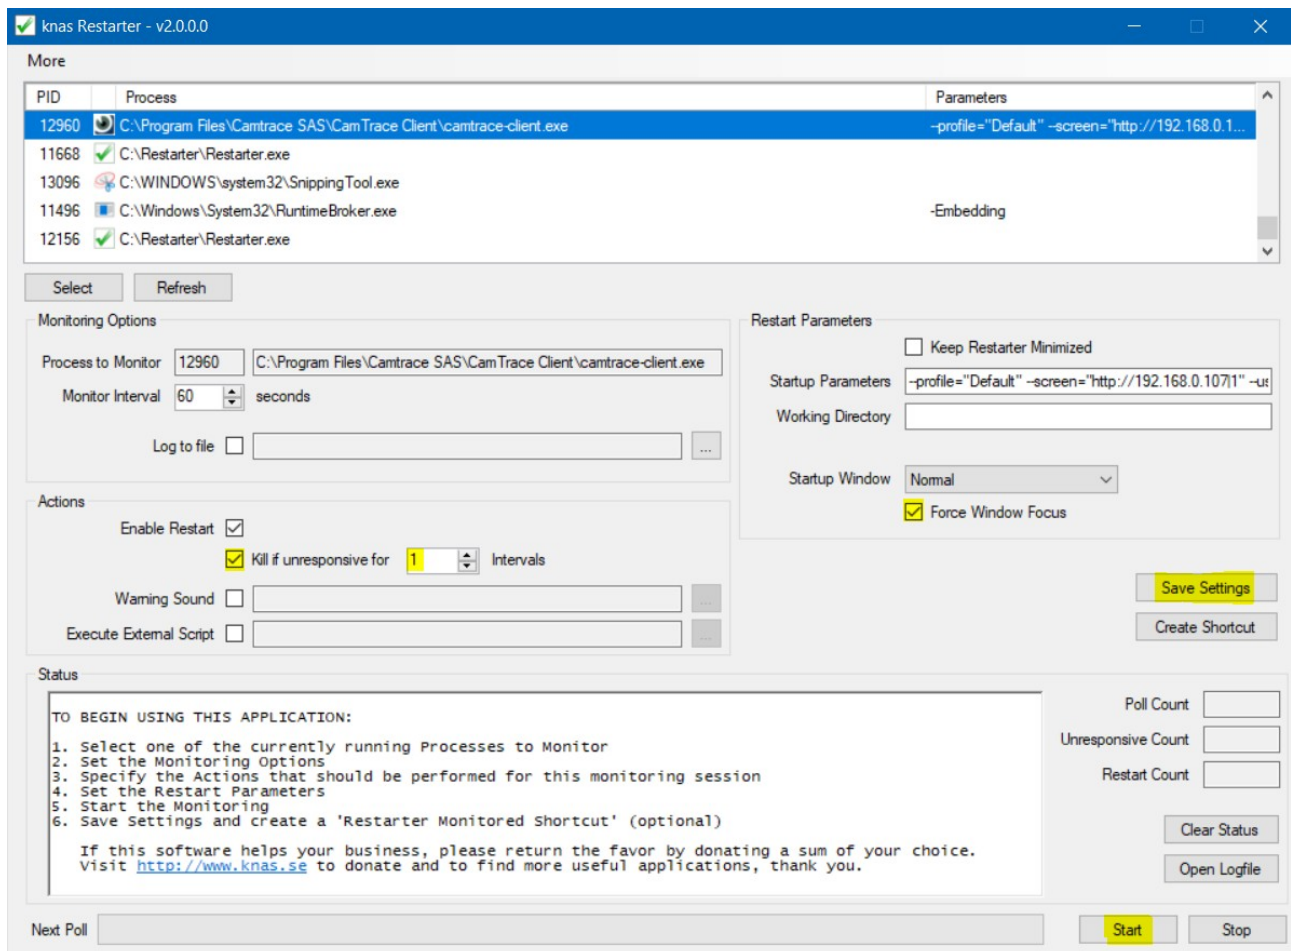 knas Restarter - v2.0.0.0
More
PID Process Parameters
12960 C:\Program Files\Camtrace SAS\CamTrace Client\camtrace-client.exe --profile="Default" --screen="http://192.168.0.1...
11668 C:\Restarter\Restarter.exe
13096 C:\WINDOWS\system32\SnippingTool.exe
11496 C:\Windows\System32\RuntimeBroker.exe -Embedding
12156 C:\Restarter\Restarter.exe
Select Refresh
Monitoring Options
Process to Monitor 12960 C:\Program Files\Camtrace SAS\CamTrace Client\camtrace-client.exe
Monitor Interval 60 seconds
Log to file ...
Actions
Enable Restart
Kill if unresponsive for 1 Intervals
Warning Sound ...
Execute External Script ...
Restart Parameters
Keep Restarter Minimized
Startup Parameters --profile="Default" --screen="http://192.168.0.107|1" --us
Working Directory
Startup Window Normal
Force Window Focus
Save Settings
Create Shortcut
Status
TO BEGIN USING THIS APPLICATION:
1. Select one of the currently running Processes to Monitor
2. Set the Monitoring Options
3. Specify the Actions that should be performed for this monitoring session
4. Set the Restart Parameters
5. Start the Monitoring
6. Save Settings and create a 'Restarter Monitored Shortcut' (optional)
If this software helps your business, please return the favor by donating a sum of your choice.
Visit http://www.knas.se to donate and to find more useful applications, thank you.
Poll Count
Unresponsive Count
Restart Count
Clear Status
Open Logfile
Next Poll
Start Stop